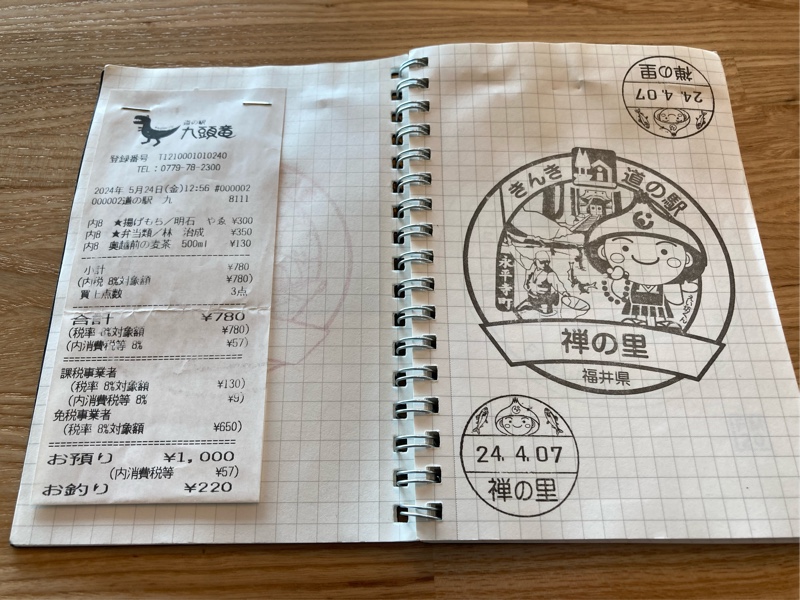 道の駅
九頭竜
登録番号 T1210001010240
TEL:0779-78-2300
2024年 5月24日(金)12:56 #000002
000002道の駅 九 8111
内8 ★揚げもち/明石 やゑ ¥300
内8 ★弁当類/林 治成 ¥350
内8 奥越前の麦茶 500ml ¥130
小計 ¥780
(内税 8%対象額 ¥780)
買上点数 3点
合計 ¥780
(税率 8%対象額 ¥780)
(内消費税等 8% ¥57)
課税事業者
(税率 8%対象額 ¥130)
(内消費税等 8% ¥9)
免税事業者
(税率 8%対象額 ¥650)
お預り ¥1,000
(内消費税等 ¥57)
お釣り ¥220
禅の里
24.4.07
きんき 道の駅
永平寺町
禅の里
福井県
24.4.07
禅の里